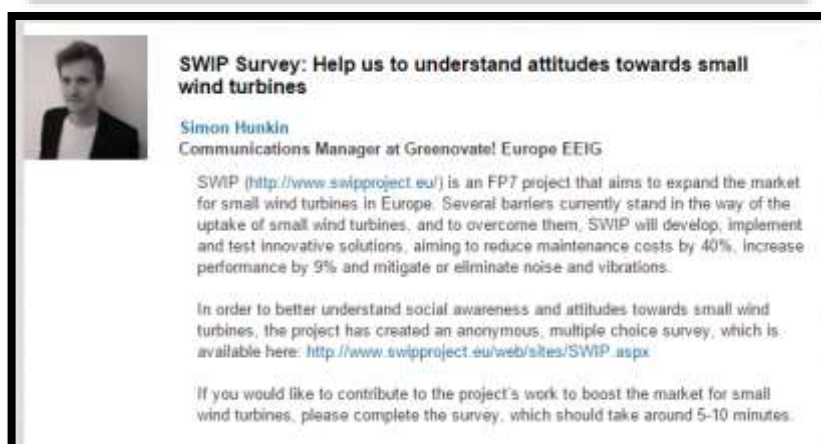 SWIP Survey: Help us to understand attitudes towards small
wind turbines
Simon Hunkin
Communications Manager at Greenovate! Europe EEIG
SWIP (http://www.swipproject.eu/) is an FP7 project that aims to expand the market
for small wind turbines in Europe. Several barriers currently stand in the way of the
uptake of small wind turbines, and to overcome them, SWIP will develop, implement
and test innovative solutions, aiming to reduce maintenance costs by 40%, increase
performance by 9% and mitigate or eliminate noise and vibrations.
In order to better understand social awareness and attitudes towards small wind
turbines, the project has created an anonymous, multiple choice survey, which is
available here: http://www.swipproject.eu/web/sites/SWIP.aspx
If you would like to contribute to the project's work to boost the market for small
wind turbines, please complete the survey, which should take around 5-10 minutes.